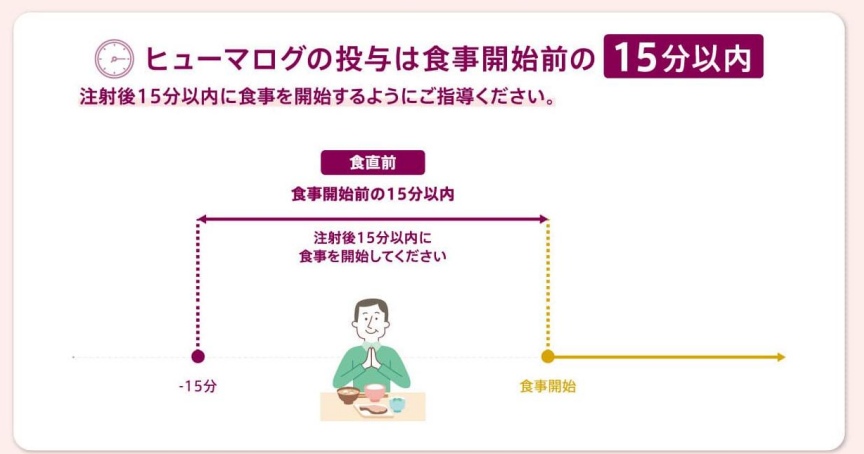 ヒューマログの投与は食事開始前の 15分以内
注射後15分以内に食事を開始するようにご指導ください。
食直前
食事開始前の15分以内
注射後15分以内に
食事を開始してください
-15分
食事開始